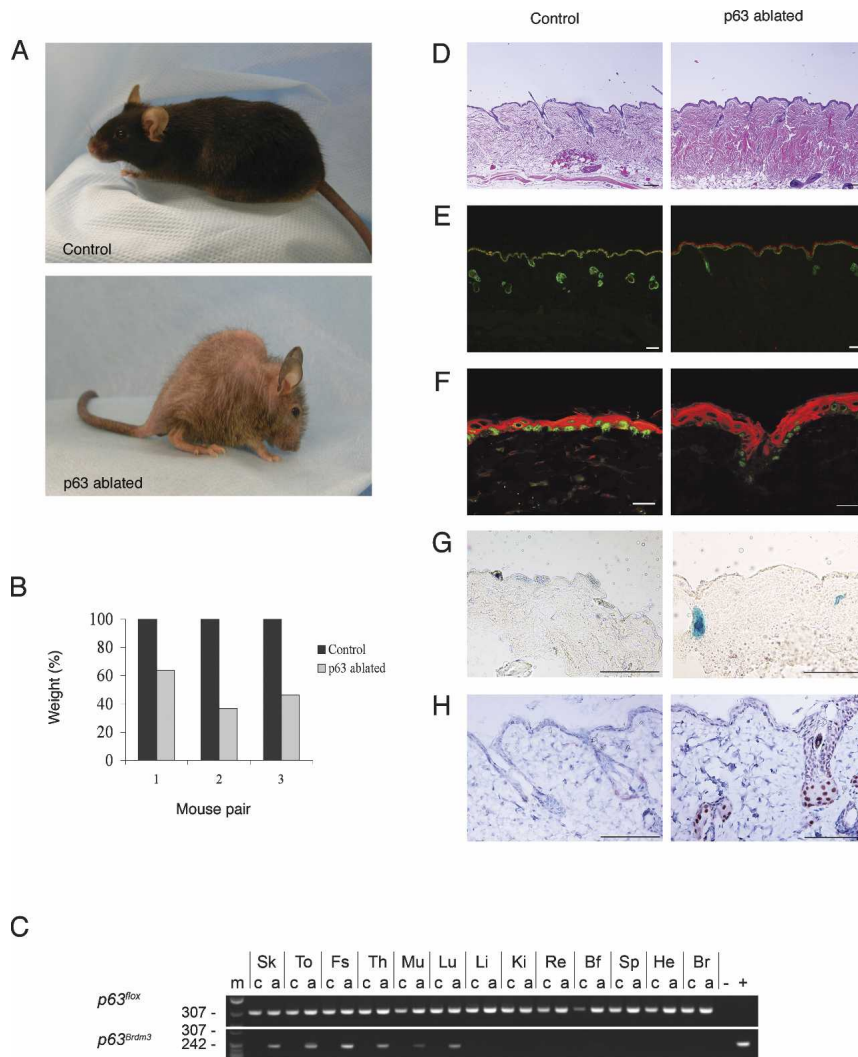 Control
p63 ablated
A
Control
p63 ablated
B
100
80
60
40
20
0
Weight (%)
Control
p63 ablated
1 2 3
Mouse pair
D
E
F
G
H
C
Sk To Fs Th Mu Lu Li Ki Re Bf Sp He Br
m c a c a c a c a c a c a c a c a c a c a c a c a c a - +
p63flox
307 -
307 -
p63Brdm3
242 -